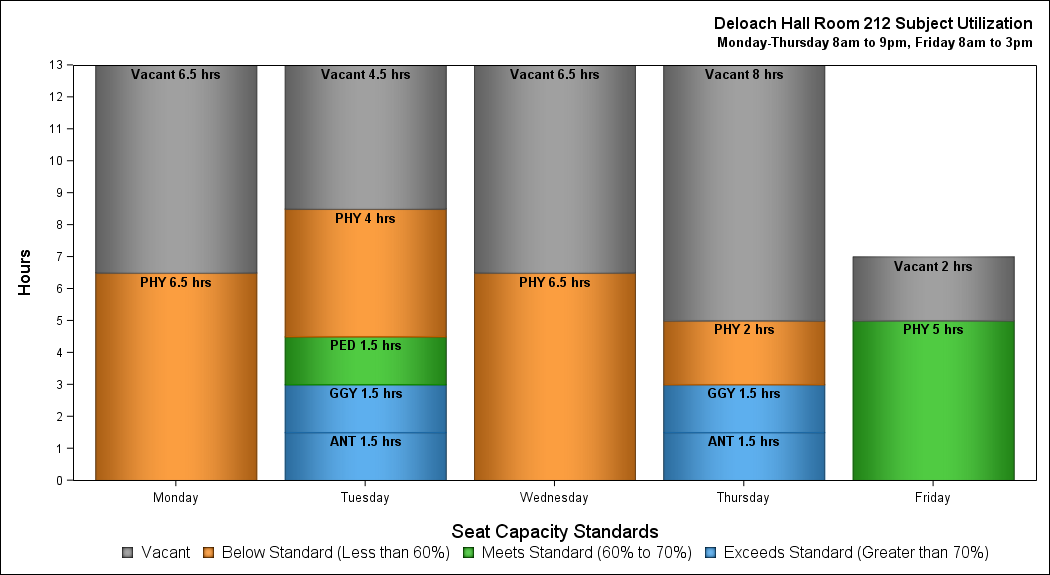 Deloach Hall Room 212 Subject Utilization
Monday-Thursday 8am to 9pm, Friday 8am to 3pm
Hours
13
12
11
10
9
8
7
6
5
4
3
2
1
0
Vacant 6.5 hrs
PHY 6.5 hrs
Vacant 4.5 hrs
PHY 4 hrs
PED 1.5 hrs
GGY 1.5 hrs
ANT 1.5 hrs
Vacant 6.5 hrs
PHY 6.5 hrs
Vacant 8 hrs
PHY 2 hrs
GGY 1.5 hrs
ANT 1.5 hrs
Vacant 2 hrs
PHY 5 hrs
Monday Tuesday Wednesday Thursday Friday
Seat Capacity Standards
Vacant Below Standard (Less than 60%) Meets Standard (60% to 70%) Exceeds Standard (Greater than 70%)